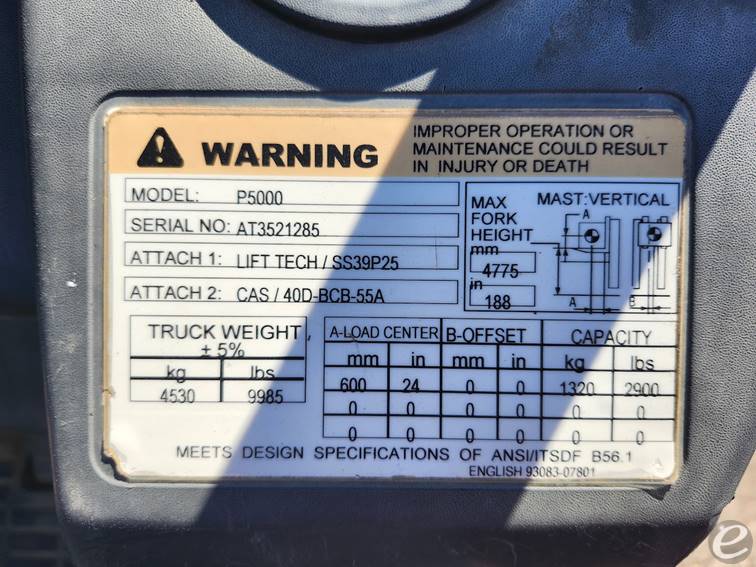 WARNING
IMPROPER OPERATION OR
MAINTENANCE COULD RESULT
IN INJURY OR DEATH
MODEL: P5000
SERIAL NO: AT3521285
ATTACH 1: LIFT TECH / SS39P25
ATTACH 2: CAS / 40D-BCB-55A
MAX
FORK
HEIGHT
mm
4775
in
188
MAST:VERTICAL
A
A B
TRUCK WEIGHT
± 5%
kg lbs
4530 9985
A-LOAD CENTER B-OFFSET CAPACITY
mm in mm in kg lbs
600 24 0 0 1320 2900
0 0 0 0 0 0
0 0 0 0 0 0
MEETS DESIGN SPECIFICATIONS OF ANSI/ITSDF B56.1
ENGLISH 93083-07801
e